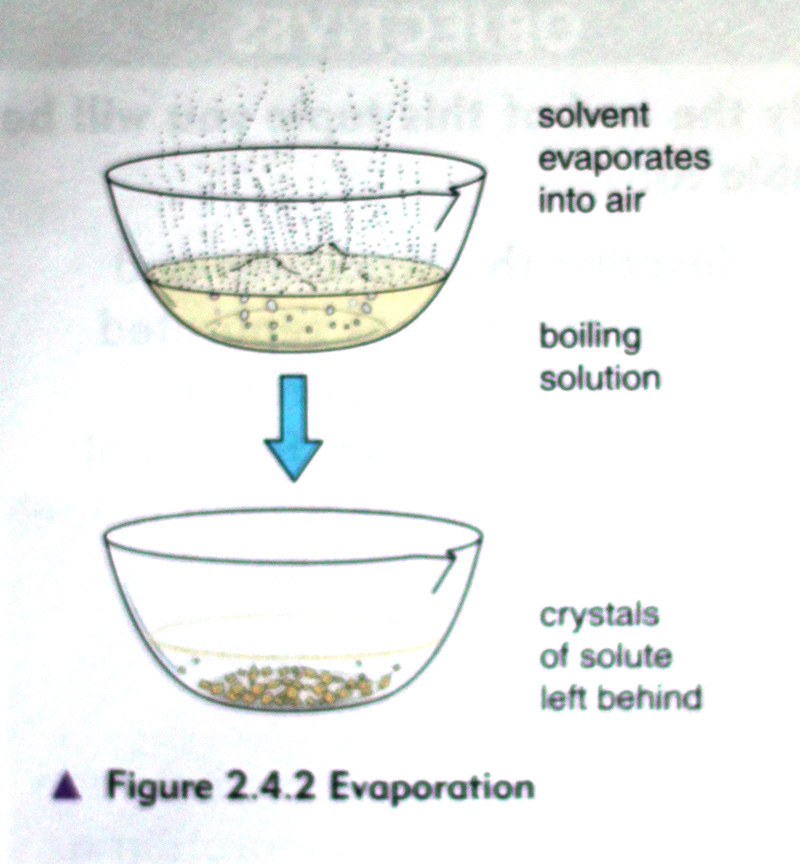 solvent
evaporates
into air
boiling
solution
crystals
of solute
left behind
Figure 2.4.2 Evaporation